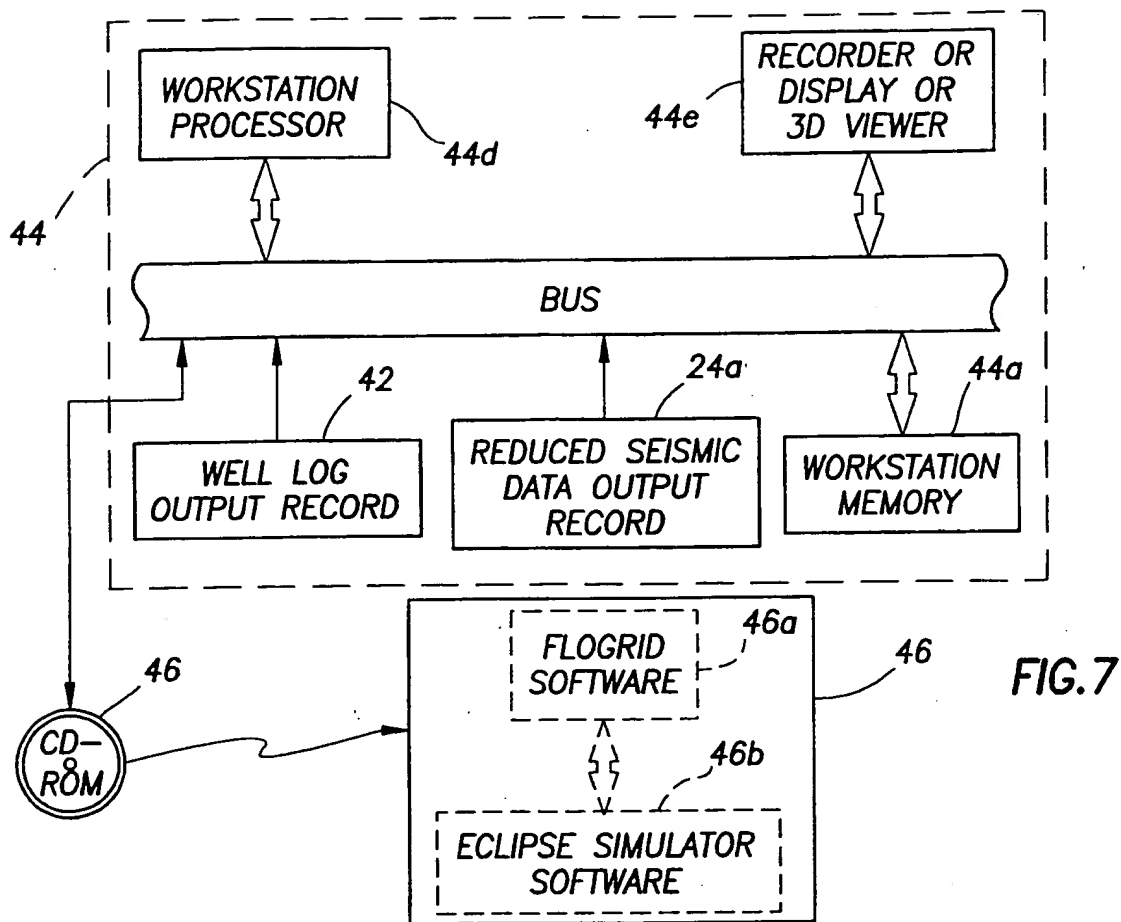 WORKSTATION
PROCESSOR
44d
RECORDER OR
DISPLAY OR
3D VIEWER
44e
44
BUS
42
24a
44a
WELL LOG
OUTPUT RECORD
REDUCED SEISMIC
DATA OUTPUT
RECORD
WORKSTATION
MEMORY
46
CD-
ROM
FLOGRID
SOFTWARE
46a
46
46b
ECLIPSE SIMULATOR
SOFTWARE
FIG.7